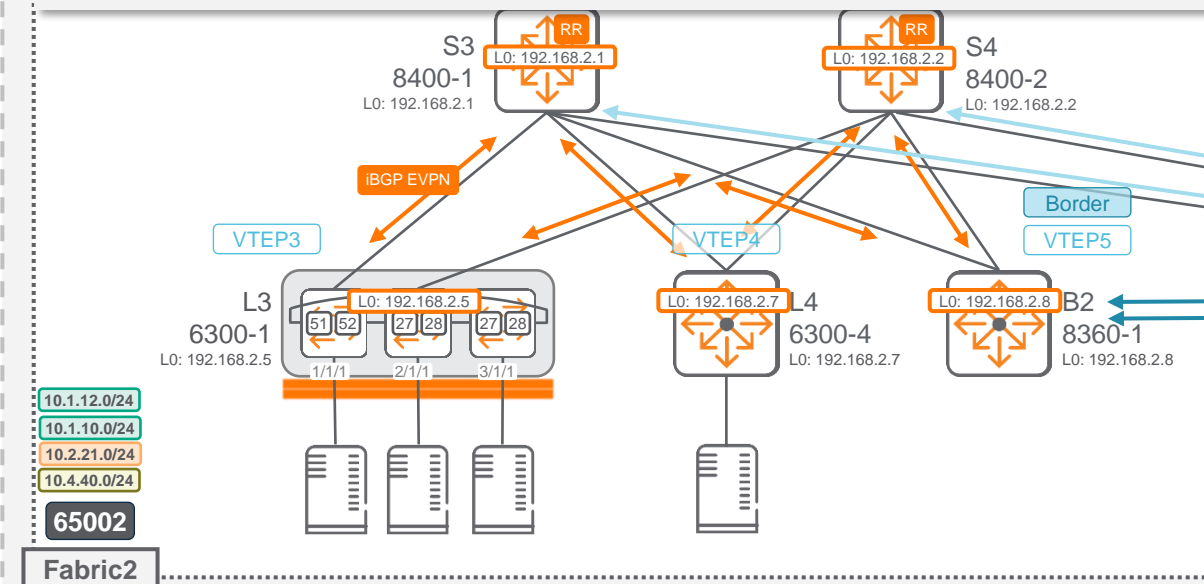 RR
RR
S3
L0: 192.168.2.1
8400-1
L0: 192.168.2.1
L0: 192.168.2.2
S4
8400-2
L0: 192.168.2.2
iBGP EVPN
VTEP3
VTEP4
Border
VTEP5
L3
6300-1
L0: 192.168.2.5
L0: 192.168.2.5
51 52
27 28
27 28
1/1/1
2/1/1
3/1/1
L0: 192.168.2.7
L4
6300-4
L0: 192.168.2.7
L0: 192.168.2.8
B2
8360-1
L0: 192.168.2.8
10.1.12.0/24
10.1.10.0/24
10.2.21.0/24
10.4.40.0/24
65002
Fabric2